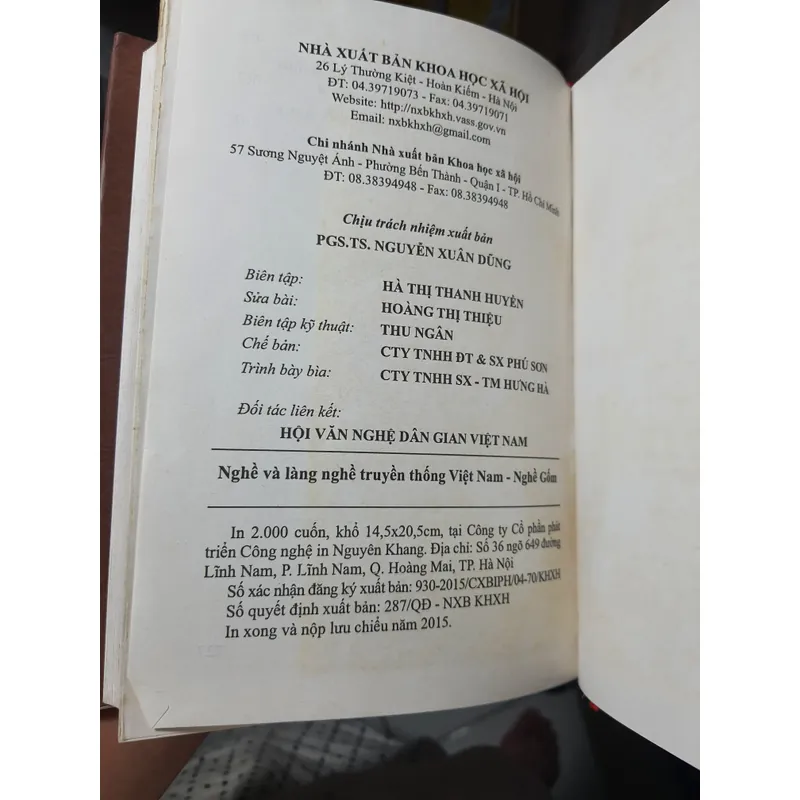 NHÀ XUẤT BẢN KHOA HỌC XÃ HỘI
26 Lý Thường Kiệt - Hoàn Kiếm - Hà Nội
ĐT: 04.39719073 - Fax: 04.39719071
Website: http://nxbkhxh.vass.gov.vn
Email: nxbkhxh@gmail.com
Chi nhánh Nhà xuất bản Khoa học xã hội
57 Sương Nguyệt Ánh - Phường Bến Thành - Quận I - TP. Hồ Chí Minh
ĐT: 08.38394948 - Fax: 08.38394948
Chịu trách nhiệm xuất bản
PGS.TS. NGUYỄN XUÂN DŨNG
Biên tập: HÀ THỊ THANH HUYỀN
Sửa bài: HOÀNG THỊ THIỆU
Biên tập kỹ thuật: THU NGÂN
Chế bản: CTY TNHH ĐT & SX PHÚ SƠN
Trình bày bìa: CTY TNHH SX - TM HƯNG HÀ
Đối tác liên kết:
HỘI VĂN NGHỆ DÂN GIAN VIỆT NAM
Nghề và làng nghề truyền thống Việt Nam - Nghề Gốm
In 2.000 cuốn, khổ 14,5x20,5cm, tại Công ty Cổ phần phát
triển Công nghệ in Nguyên Khang. Địa chỉ: Số 36 ngõ 649 đường
Lĩnh Nam, P. Lĩnh Nam, Q. Hoàng Mai, TP. Hà Nội
Số xác nhận đăng ký xuất bản: 930-2015/CXBIPH/04-70/KHXH
Số quyết định xuất bản: 287/QĐ - NXB KHXH
In xong và nộp lưu chiểu năm 2015.